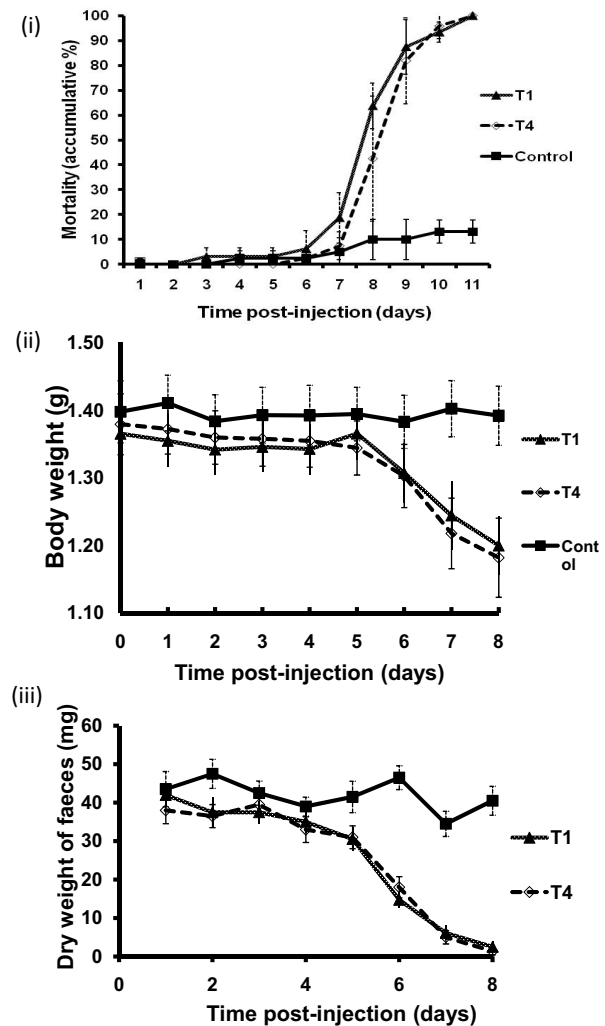 (i)
Mortality (accumulative %)
100
90
80
70
60
50
40
30
20
10
0
1 2 3 4 5 6 7 8 9 10 11
Time post-injection (days)
T1
T4
Control
(ii)
Body weight (g)
1.50
1.40
1.30
1.20
1.10
0 1 2 3 4 5 6 7 8
Time post-injection (days)
T1
T4
Cont
ol
(iii)
Dry weight of faeces (mg)
60
50
40
30
20
10
0
0 2 4 6 8
Time post-injection (days)
T1
T4